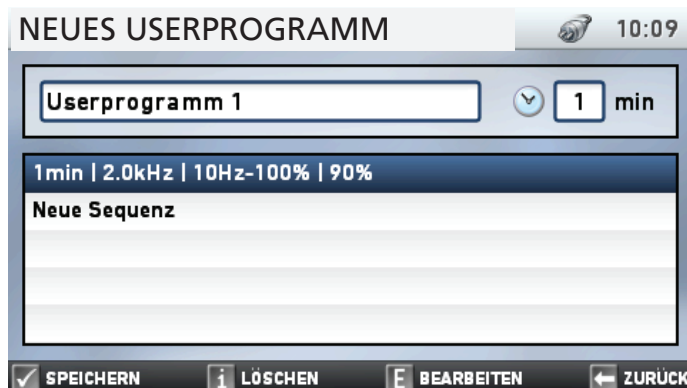 NEUES USERPROGRAMM 10:09
Userprogramm 1 1 min
1min | 2.0kHz | 10Hz-100% | 90%
Neue Sequenz
SPEICHERN i LÖSCHEN E BEARBEITEN ZURÜCK